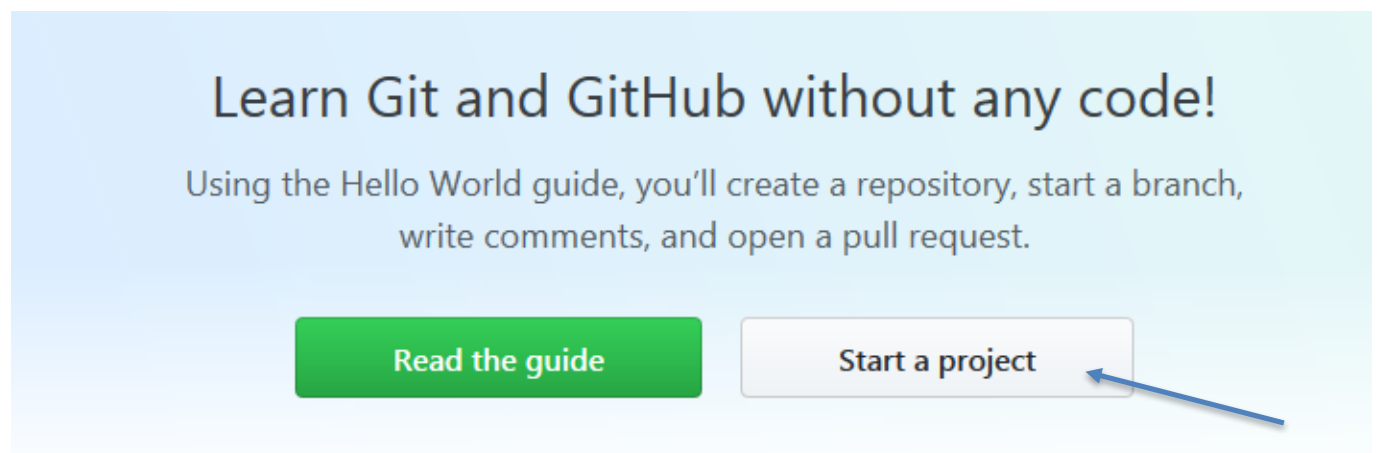 Learn Git and GitHub without any code!
Using the Hello World guide, you’ll create a repository, start a branch,
write comments, and open a pull request.
Read the guide
Start a project